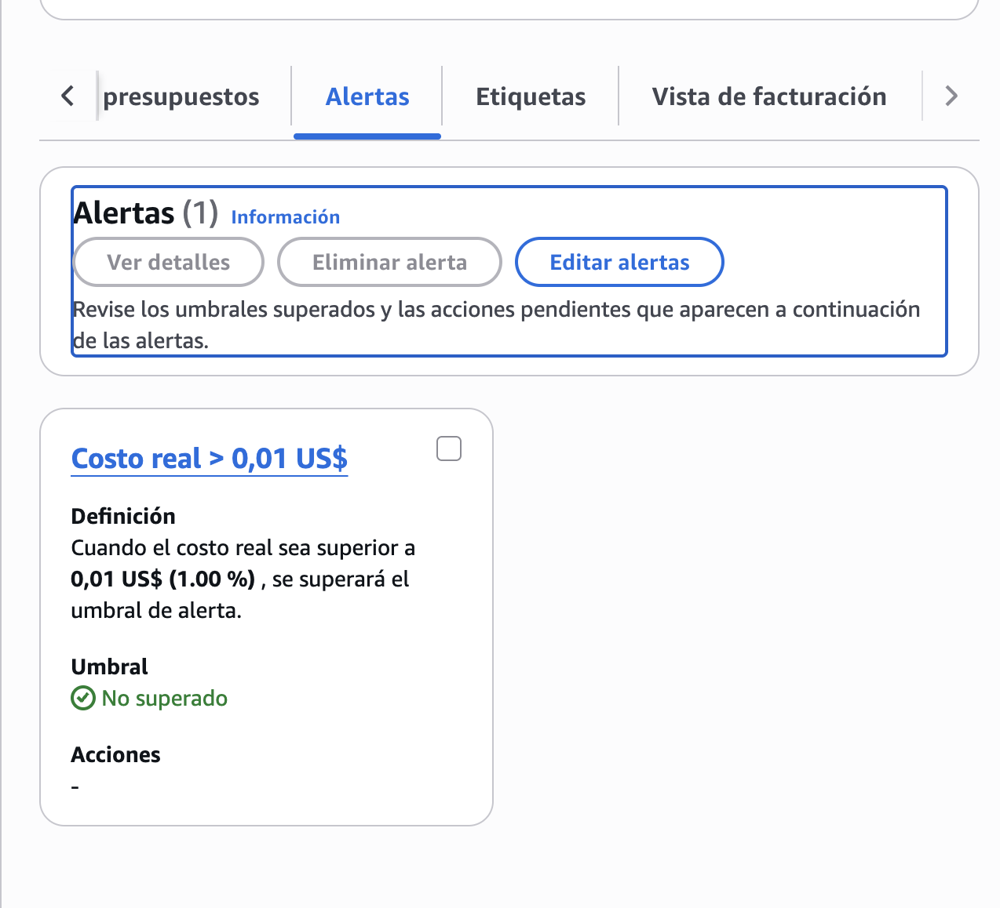 presupuestos
Alertas
Etiquetas
Vista de facturación
Alertas (1) Información
Ver detalles
Eliminar alerta
Editar alertas
Revise los umbrales superados y las acciones pendientes que aparecen a continuación
de las alertas.
Costo real > 0,01 US$
Definición
Cuando el costo real sea superior a
0,01 US$ (1.00 %) , se superará el
umbral de alerta.
Umbral
No superado
Acciones
-